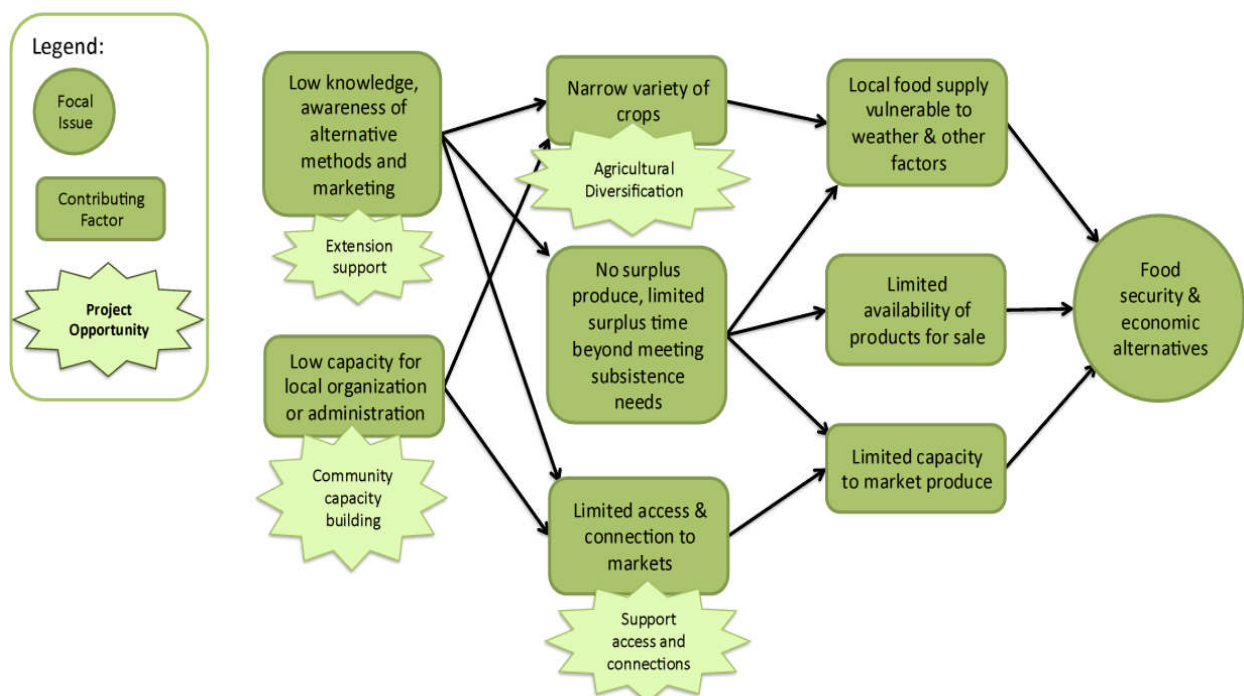 Legend:
Focal
Issue
Contributing
Factor
Project
Opportunity
Low knowledge,
awareness of
alternative
methods and
marketing
Extension
support
Low capacity for
local organization
or administration
Community
capacity
building
Narrow variety of
crops
Agricultural
Diversification
No surplus
produce, limited
surplus time
beyond meeting
subsistence
needs
Limited access &
connection to
markets
Support
access and
connections
Local food supply
vulnerable to
weather & other
factors
Limited
availability of
products for sale
Limited capacity
to market produce
Food
security &
economic
alternatives